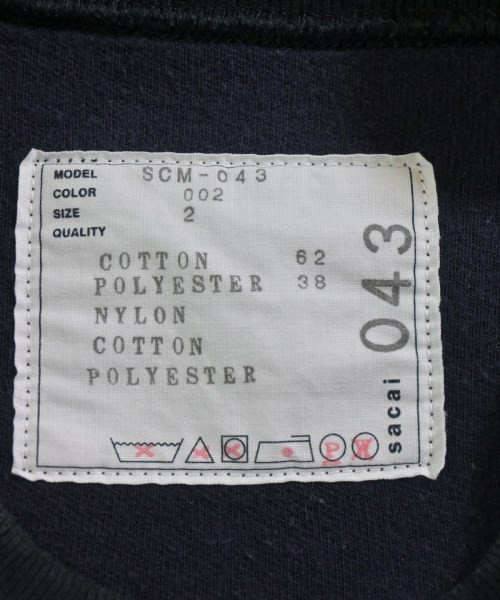 MODEL SCM-043
COLOR 002
SIZE 2
QUALITY
COTTON 62
POLYESTER 38
NYLON
COTTON
POLYESTER
P W
sacai 043